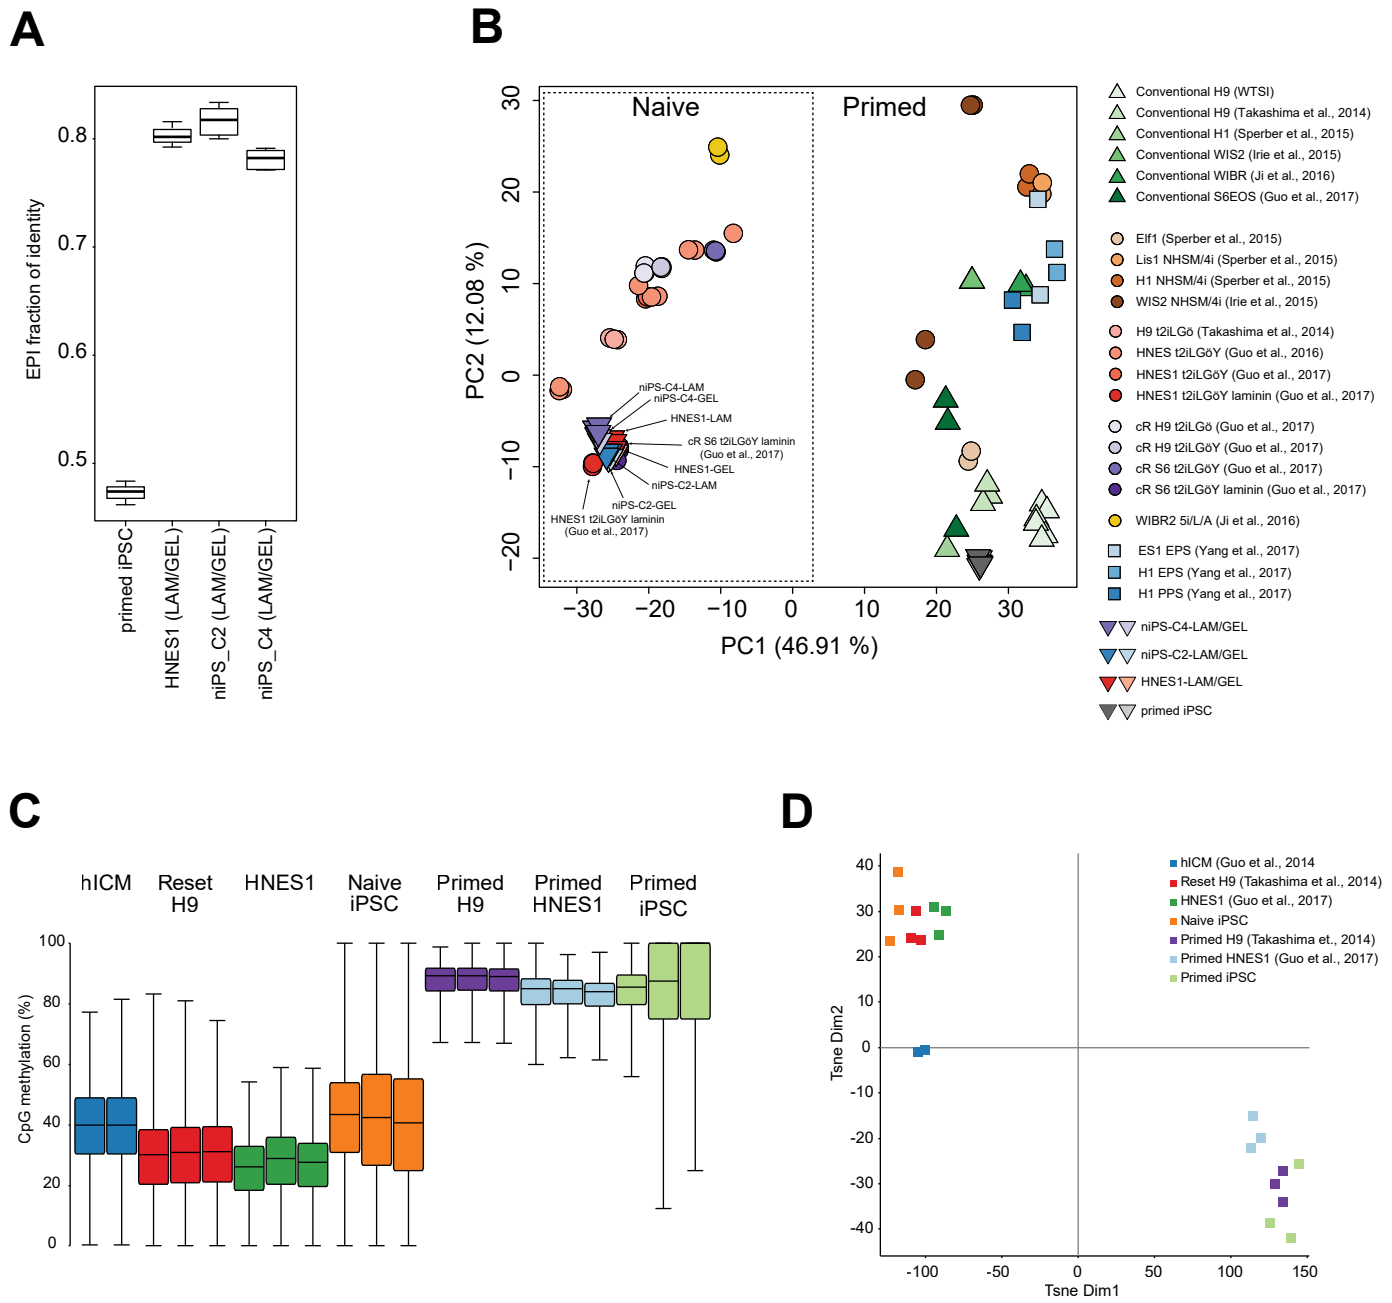 A
EPI fraction of identity
0.8
0.7
0.6
0.5
primed iPSC
HNES1 (LAM/GEL)
niPS_C2 (LAM/GEL)
niPS_C4 (LAM/GEL)
B
Naive
Primed
PC2 (12.08 %)
30
20
10
0
−10
−20
−30
−20
−10
0
10
20
30
PC1 (46.91 %)
niPS-C4-LAM
niPS-C4-GEL
HNES1-LAM
cR S6 t2iLGöY laminin
(Guo et al., 2017)
HNES1-GEL
niPS-C2-LAM
niPS-C2-GEL
HNES1 t2iLGöY laminin
(Guo et al., 2017)
Conventional H9 (WTSI)
Conventional H9 (Takashima et al., 2014)
Conventional H1 (Sperber et al., 2015)
Conventional WIS2 (Irie et al., 2015)
Conventional WIBR (Ji et al., 2016)
Conventional S6EOS (Guo et al., 2017)
Elf1 (Sperber et al., 2015)
Lis1 NHSM/4i (Sperber et al., 2015)
H1 NHSM/4i (Sperber et al., 2015)
WIS2 NHSM/4i (Irie et al., 2015)
H9 t2iLGö (Takashima et al., 2014)
HNES t2iLGöY (Guo et al., 2016)
HNES1 t2iLGöY (Guo et al., 2017)
HNES1 t2iLGöY laminin (Guo et al., 2017)
cR H9 t2iLGö (Guo et al., 2017)
cR H9 t2iLGöY (Guo et al., 2017)
cR S6 t2iLGöY (Guo et al., 2017)
cR S6 t2iLGöY laminin (Guo et al., 2017)
WIBR2 5i/L/A (Ji et al., 2016)
ES1 EPS (Yang et al., 2017)
H1 EPS (Yang et al., 2017)
H1 PPS (Yang et al., 2017)
niPS-C4-LAM/GEL
niPS-C2-LAM/GEL
HNES1-LAM/GEL
primed iPSC
C
hICM
Reset
H9
HNES1
Naive
iPSC
Primed
H9
Primed
HNES1
Primed
iPSC
CpG methylation (%)
100
80
60
40
20
0
D
Tsne Dim2
40
30
20
10
0
-10
-20
-30
-40
-100
-50
0
50
100
150
Tsne Dim1
hICM (Guo et al., 2014
Reset H9 (Takashima et al., 2014)
HNES1 (Guo et al., 2017)
Naive iPSC
Primed H9 (Takashima et., 2014)
Primed HNES1 (Guo et al., 2017)
Primed iPSC